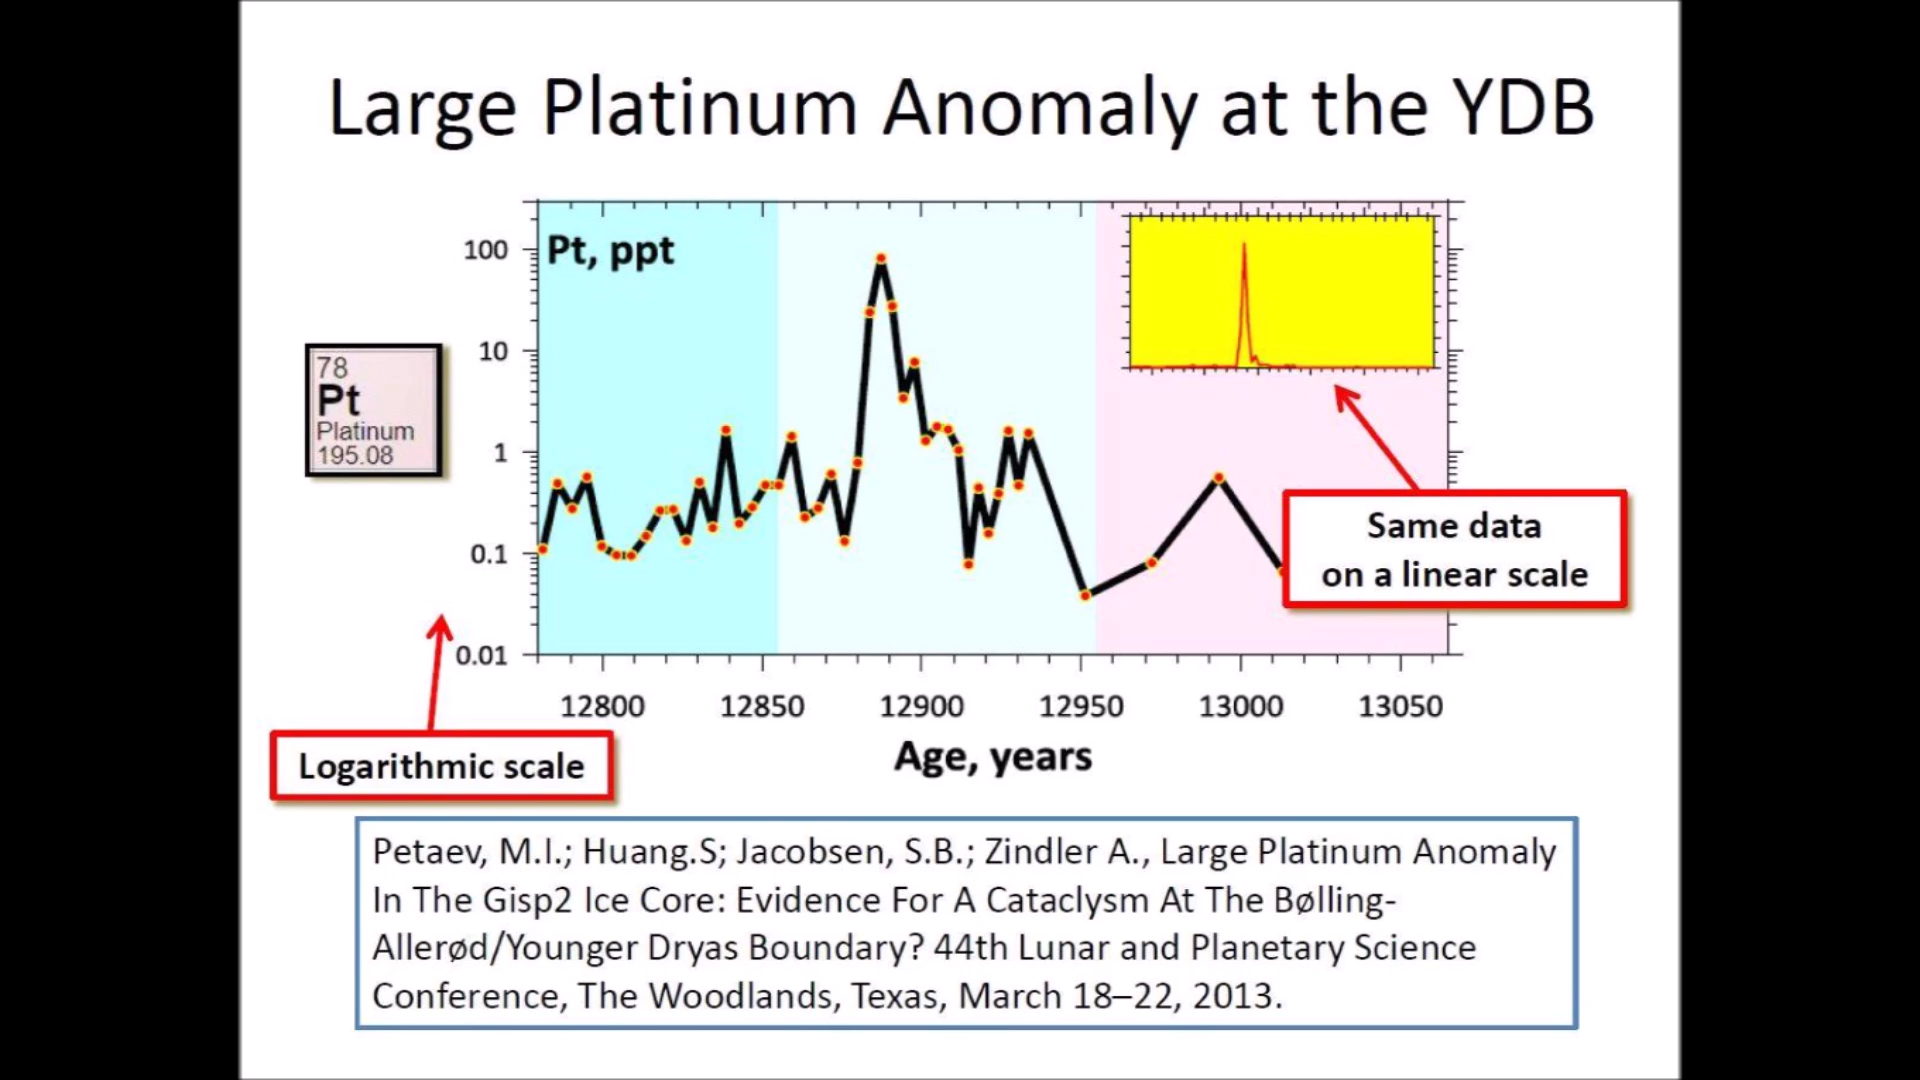 Large Platinum Anomaly at the YDB
Pt, ppt
100
10
1
0.1
0.01
78
Pt
Platinum
195.08
Same data
on a linear scale
12800 12850 12900 12950 13000 13050
Age, years
Logarithmic scale
Petaev, M.I.; Huang.S; Jacobsen, S.B.; Zindler A., Large Platinum Anomaly
In The Gisp2 Ice Core: Evidence For A Cataclysm At The Bølling-
Allerød/Younger Dryas Boundary? 44th Lunar and Planetary Science
Conference, The Woodlands, Texas, March 18–22, 2013.